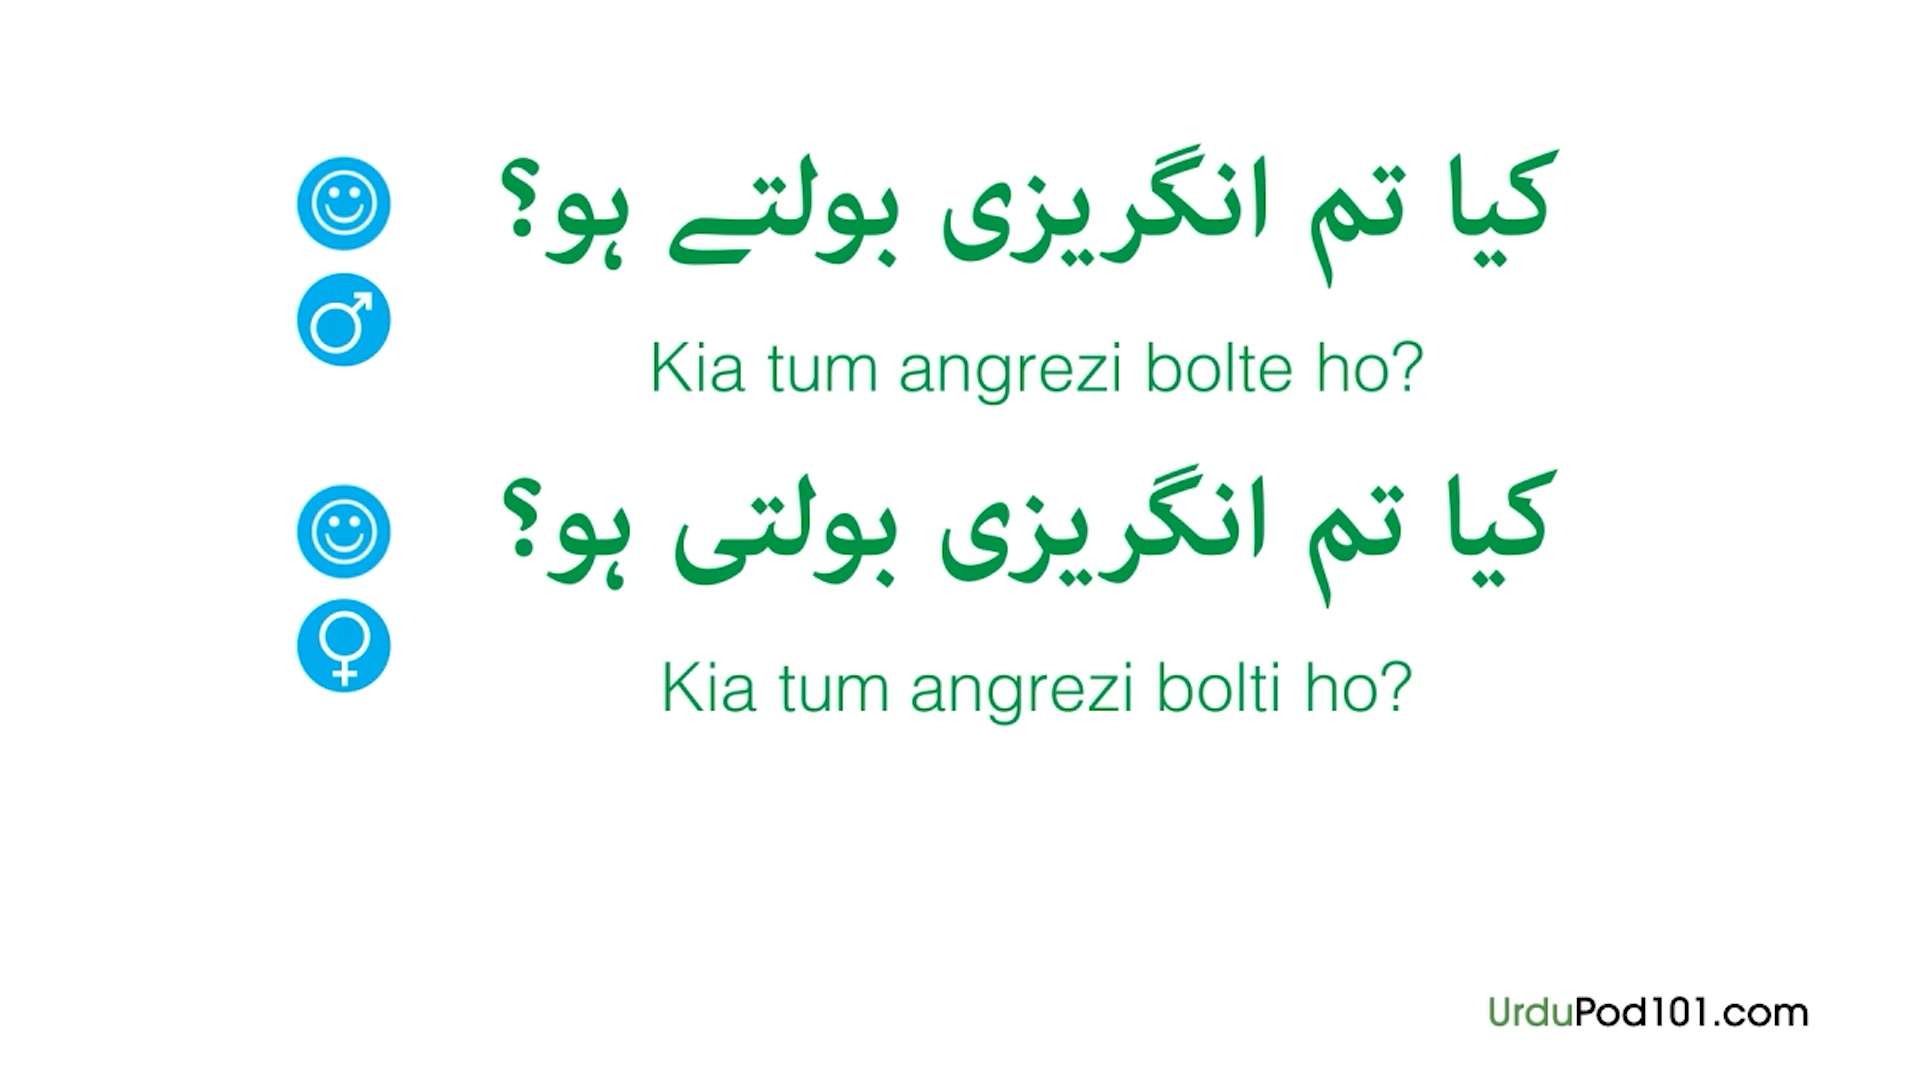 کیا تم انگریزی بولتے ہو؟
Kia tum angrezi bolte ho?
کیا تم انگریزی بولتی ہو؟
Kia tum angrezi bolti ho?
UrduPod101.com